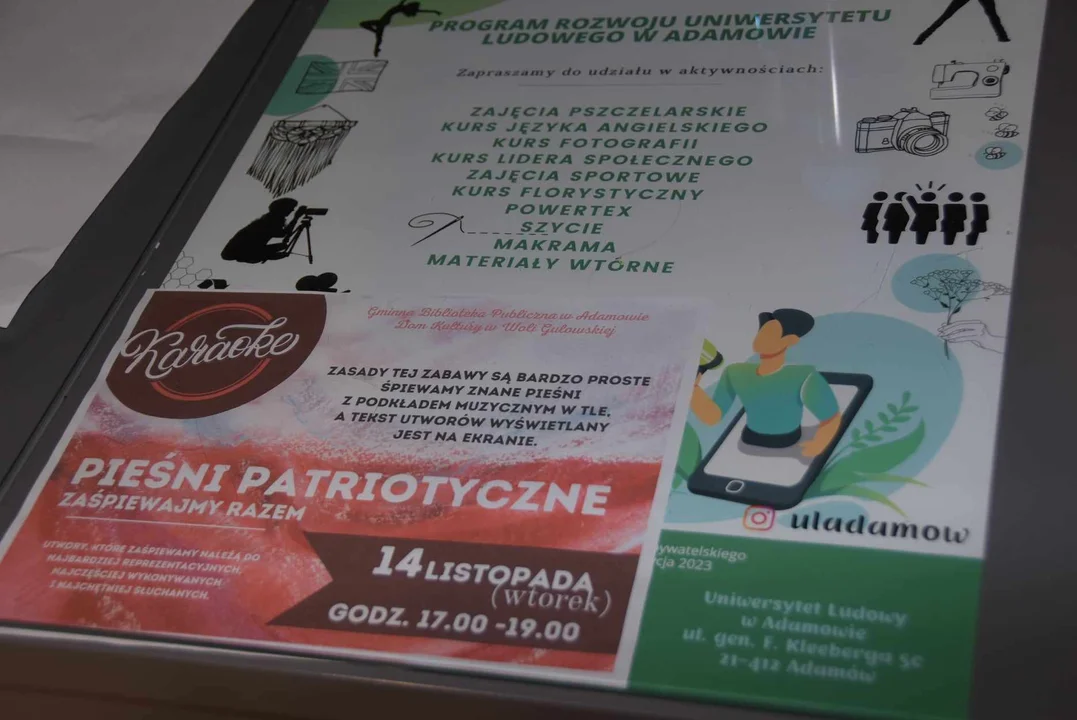 PROGRAM ROZWOJU UNIWERSYTETU
LUDOWEGO W ADAMOWIE
Zapraszamy do udziału w aktywnościach:
ZAJĘCIA PSZCZELARSKIE
KURS JĘZYKA ANGIELSKIEGO
KURS FOTOGRAFII
KURS LIDERA SPOŁECZNEGO
ZAJĘCIA SPORTOWE
KURS FLORYSTYCZNY
POWERTEX
SZYCIE
MAKRAMA
MATERIAŁY WTÓRNE
Karaoke
Gminna Biblioteka Publiczna w Adamowie
Dom Kultury w Woli Gułowskiej
ZASADY TEJ ZABAWY SĄ BARDZO PROSTE
ŚPIEWAMY ZNANE PIEŚNI
Z PODKŁADEM MUZYCZNYM W TLE,
A TEKST UTWORÓW WYŚWIETLANY
JEST NA EKRANIE.
PIEŚNI PATRIOTYCZNE
ZAŚPIEWAJMY RAZEM
UTWORY, KTÓRE ZAŚPIEWAMY NALEŻĄ DO
NAJBARDZIEJ REPREZENTACYJNYCH,
NAJCZĘŚCIEJ WYKONYWANYCH
I NAJCHĘTNIEJ SŁUCHANYCH.
14 LISTOPADA
(wtorek)
GODZ. 17.00 -19.00
uladamow
ywatelskiego
cja 2023
Uniwersytet Ludowy
w Adamowie
ul. gen. F. Kleeberga 5c
21-412 Adamów